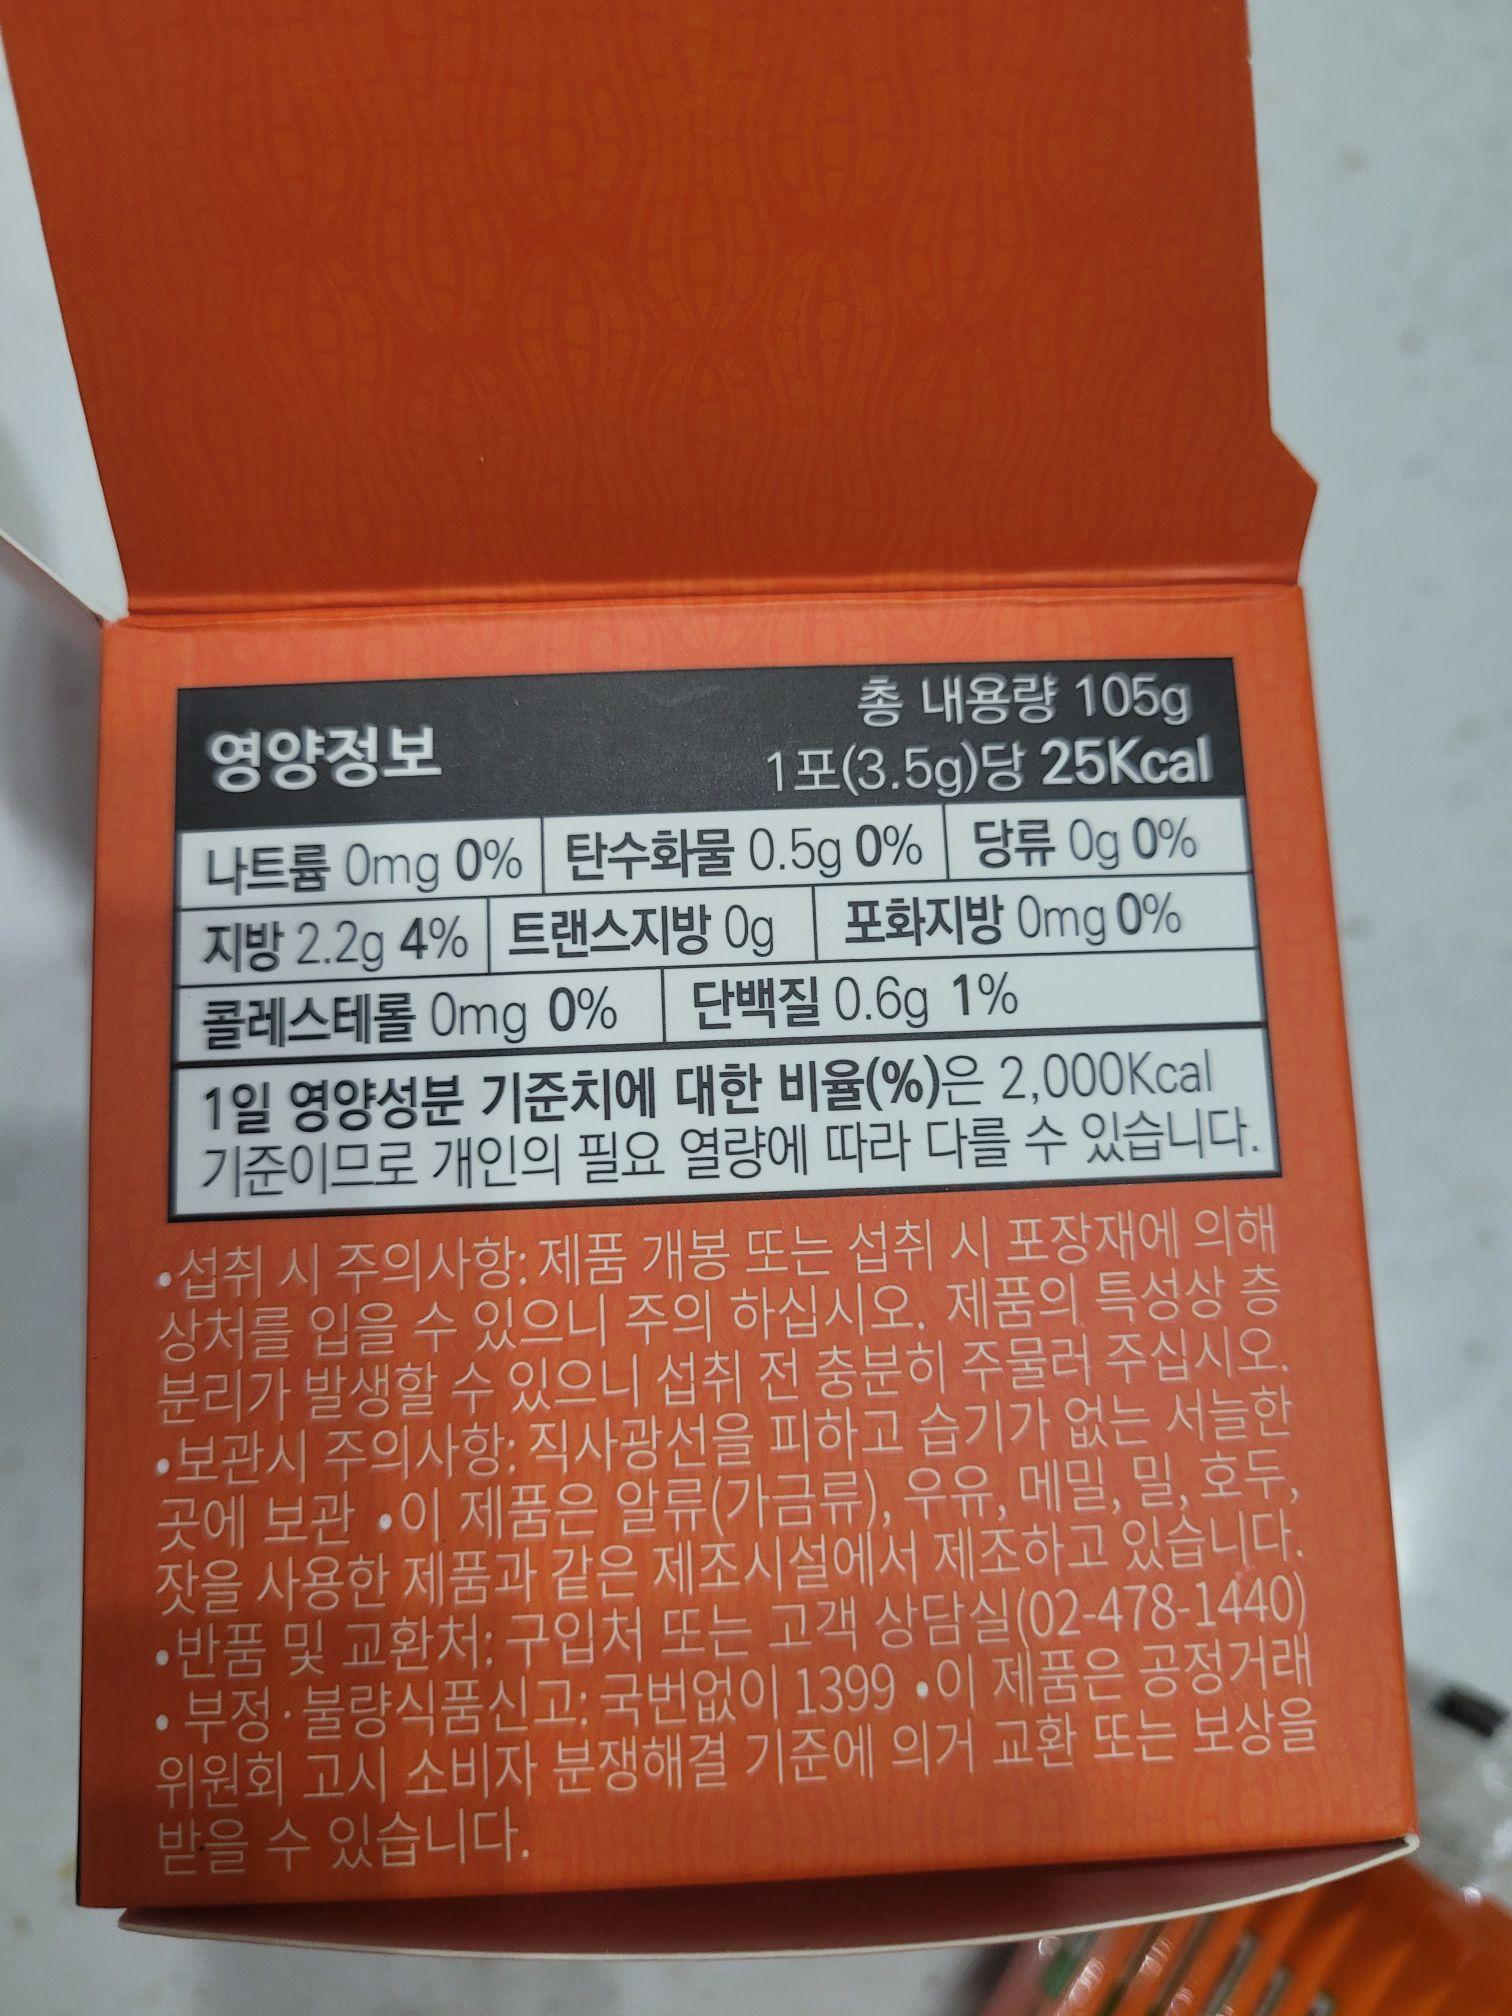 영양정보
총 내용량 105g
1포(3.5g)당 25Kcal
나트륨 0mg 0% 탄수화물 0.5g 0% 당류 0g 0%
지방 2.2g 4% 트랜스지방 0g 포화지방 0mg 0%
콜레스테롤 0mg 0% 단백질 0.6g 1%
1일 영양성분 기준치에 대한 비율(%)은 2,000Kcal
기준이므로 개인의 필요 열량에 따라 다를 수 있습니다.
•섭취 시 주의사항: 제품 개봉 또는 섭취 시 포장재에 의해
상처를 입을 수 있으니 주의 하십시오. 제품의 특성상 층
분리가 발생할 수 있으니 섭취 전 충분히 주물러 주십시오.
•보관시 주의사항: 직사광선을 피하고 습기가 없는 서늘한
곳에 보관 •이 제품은 알류(가금류), 우유, 메밀, 밀, 호두,
잣을 사용한 제품과 같은 제조시설에서 제조하고 있습니다.
•반품 및 교환처: 구입처 또는 고객 상담실(02-478-1440)
•부정·불량식품신고: 국번없이 1399 •이 제품은 공정거래
위원회 고시 소비자 분쟁해결 기준에 의거 교환 또는 보상을
받을 수 있습니다.